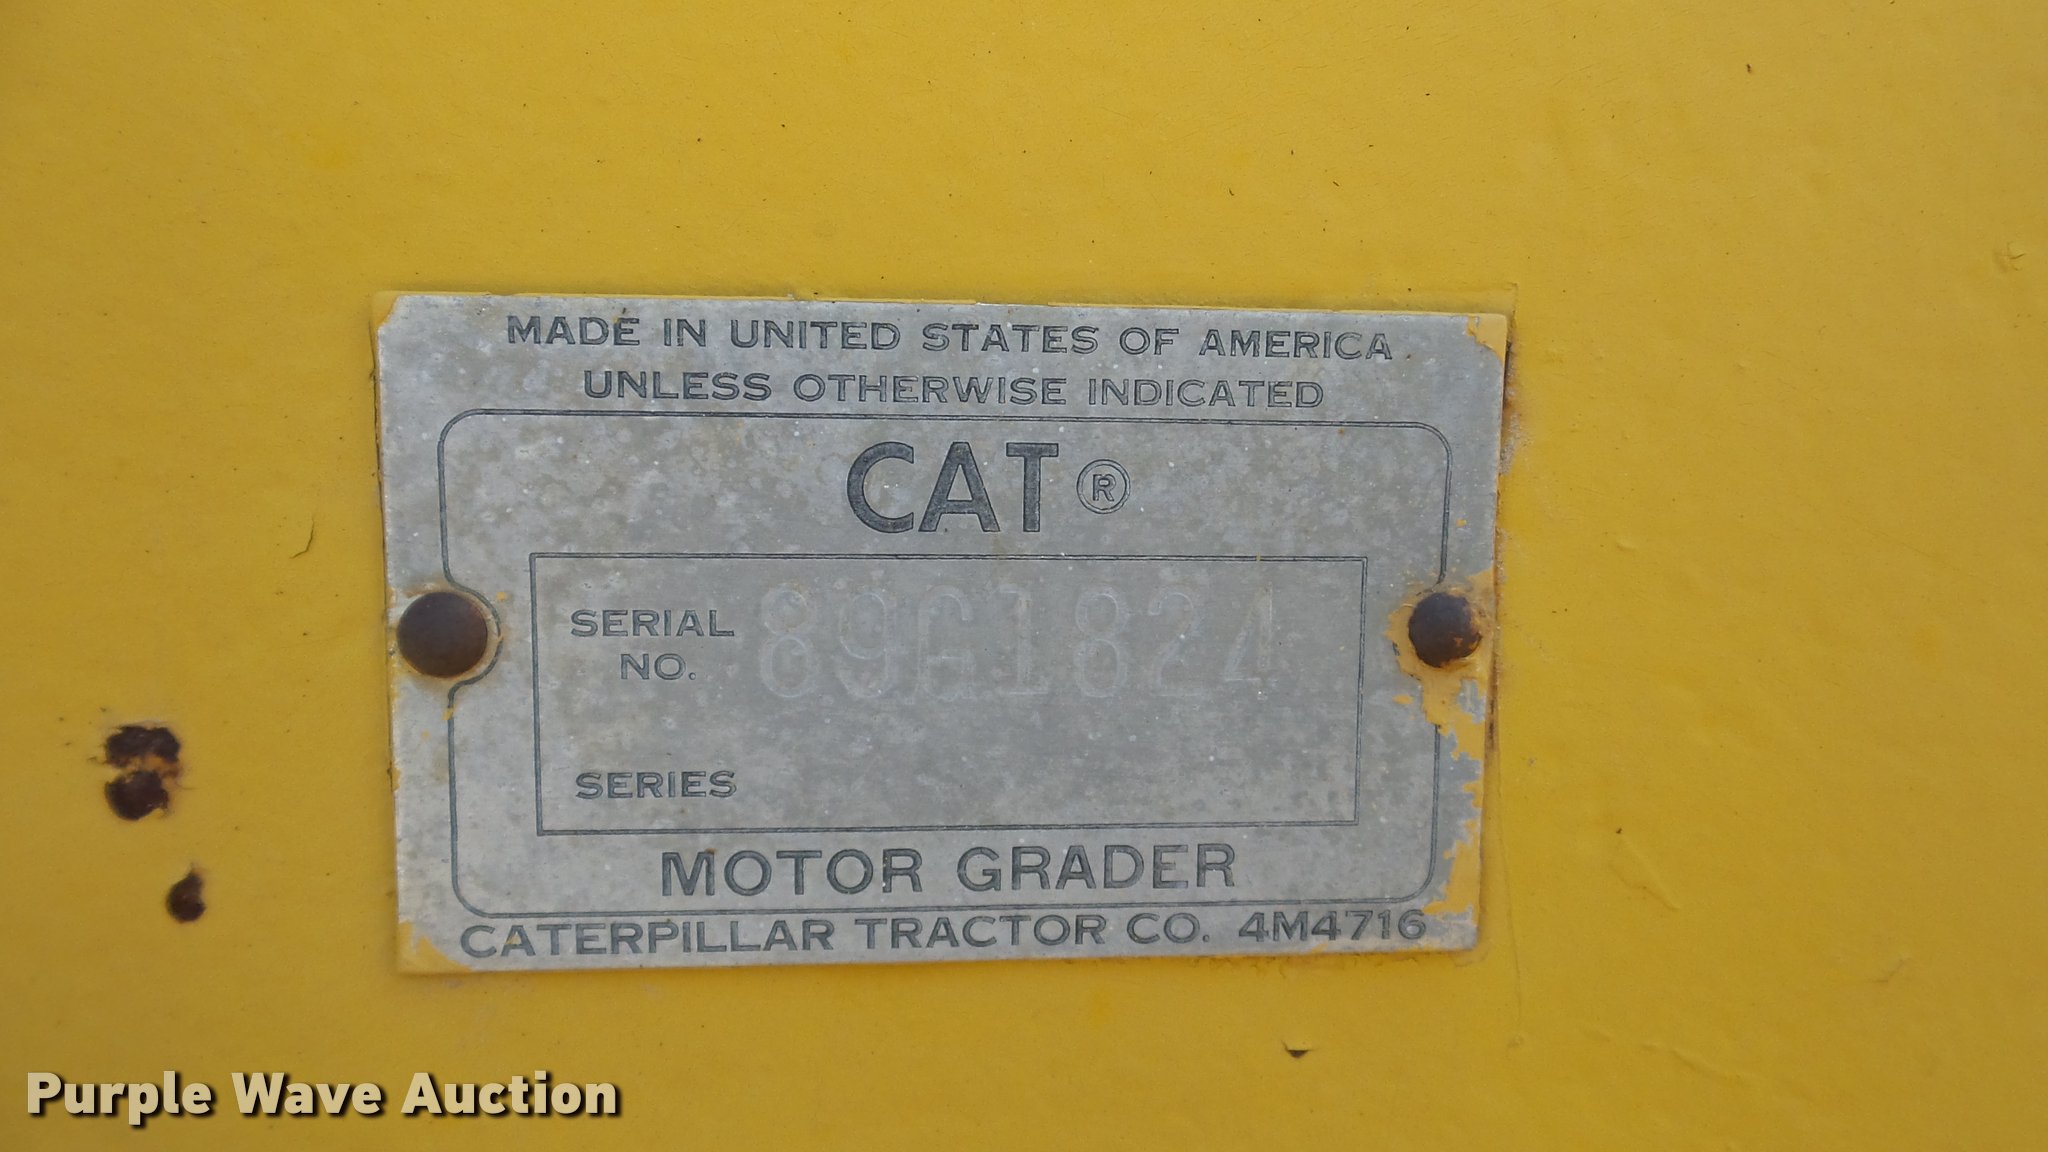 MADE IN UNITED STATES OF AMERICA
UNLESS OTHERWISE INDICATED
CAT®
SERIAL NO. 89G1824
SERIES
MOTOR GRADER
CATERPILLAR TRACTOR CO. 4M4716
Purple Wave Auction